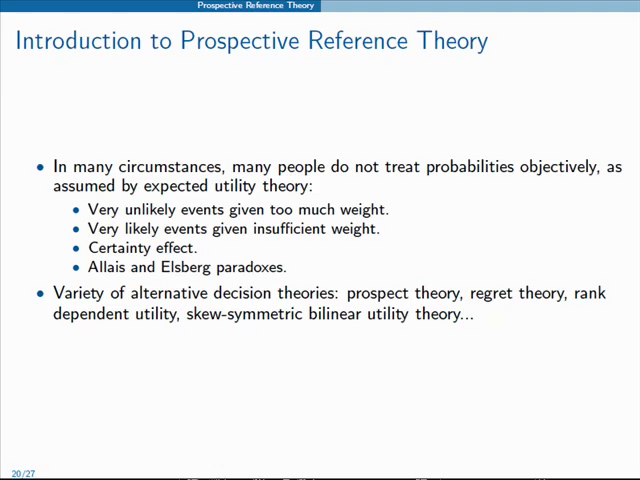 Prospective Reference Theory
Introduction to Prospective Reference Theory
• In many circumstances, many people do not treat probabilities objectively, as
assumed by expected utility theory:
• Very unlikely events given too much weight.
• Very likely events given insufficient weight.
• Certainty effect.
• Allais and Elsberg paradoxes.
• Variety of alternative decision theories: prospect theory, regret theory, rank
dependent utility, skew-symmetric bilinear utility theory...
20/27